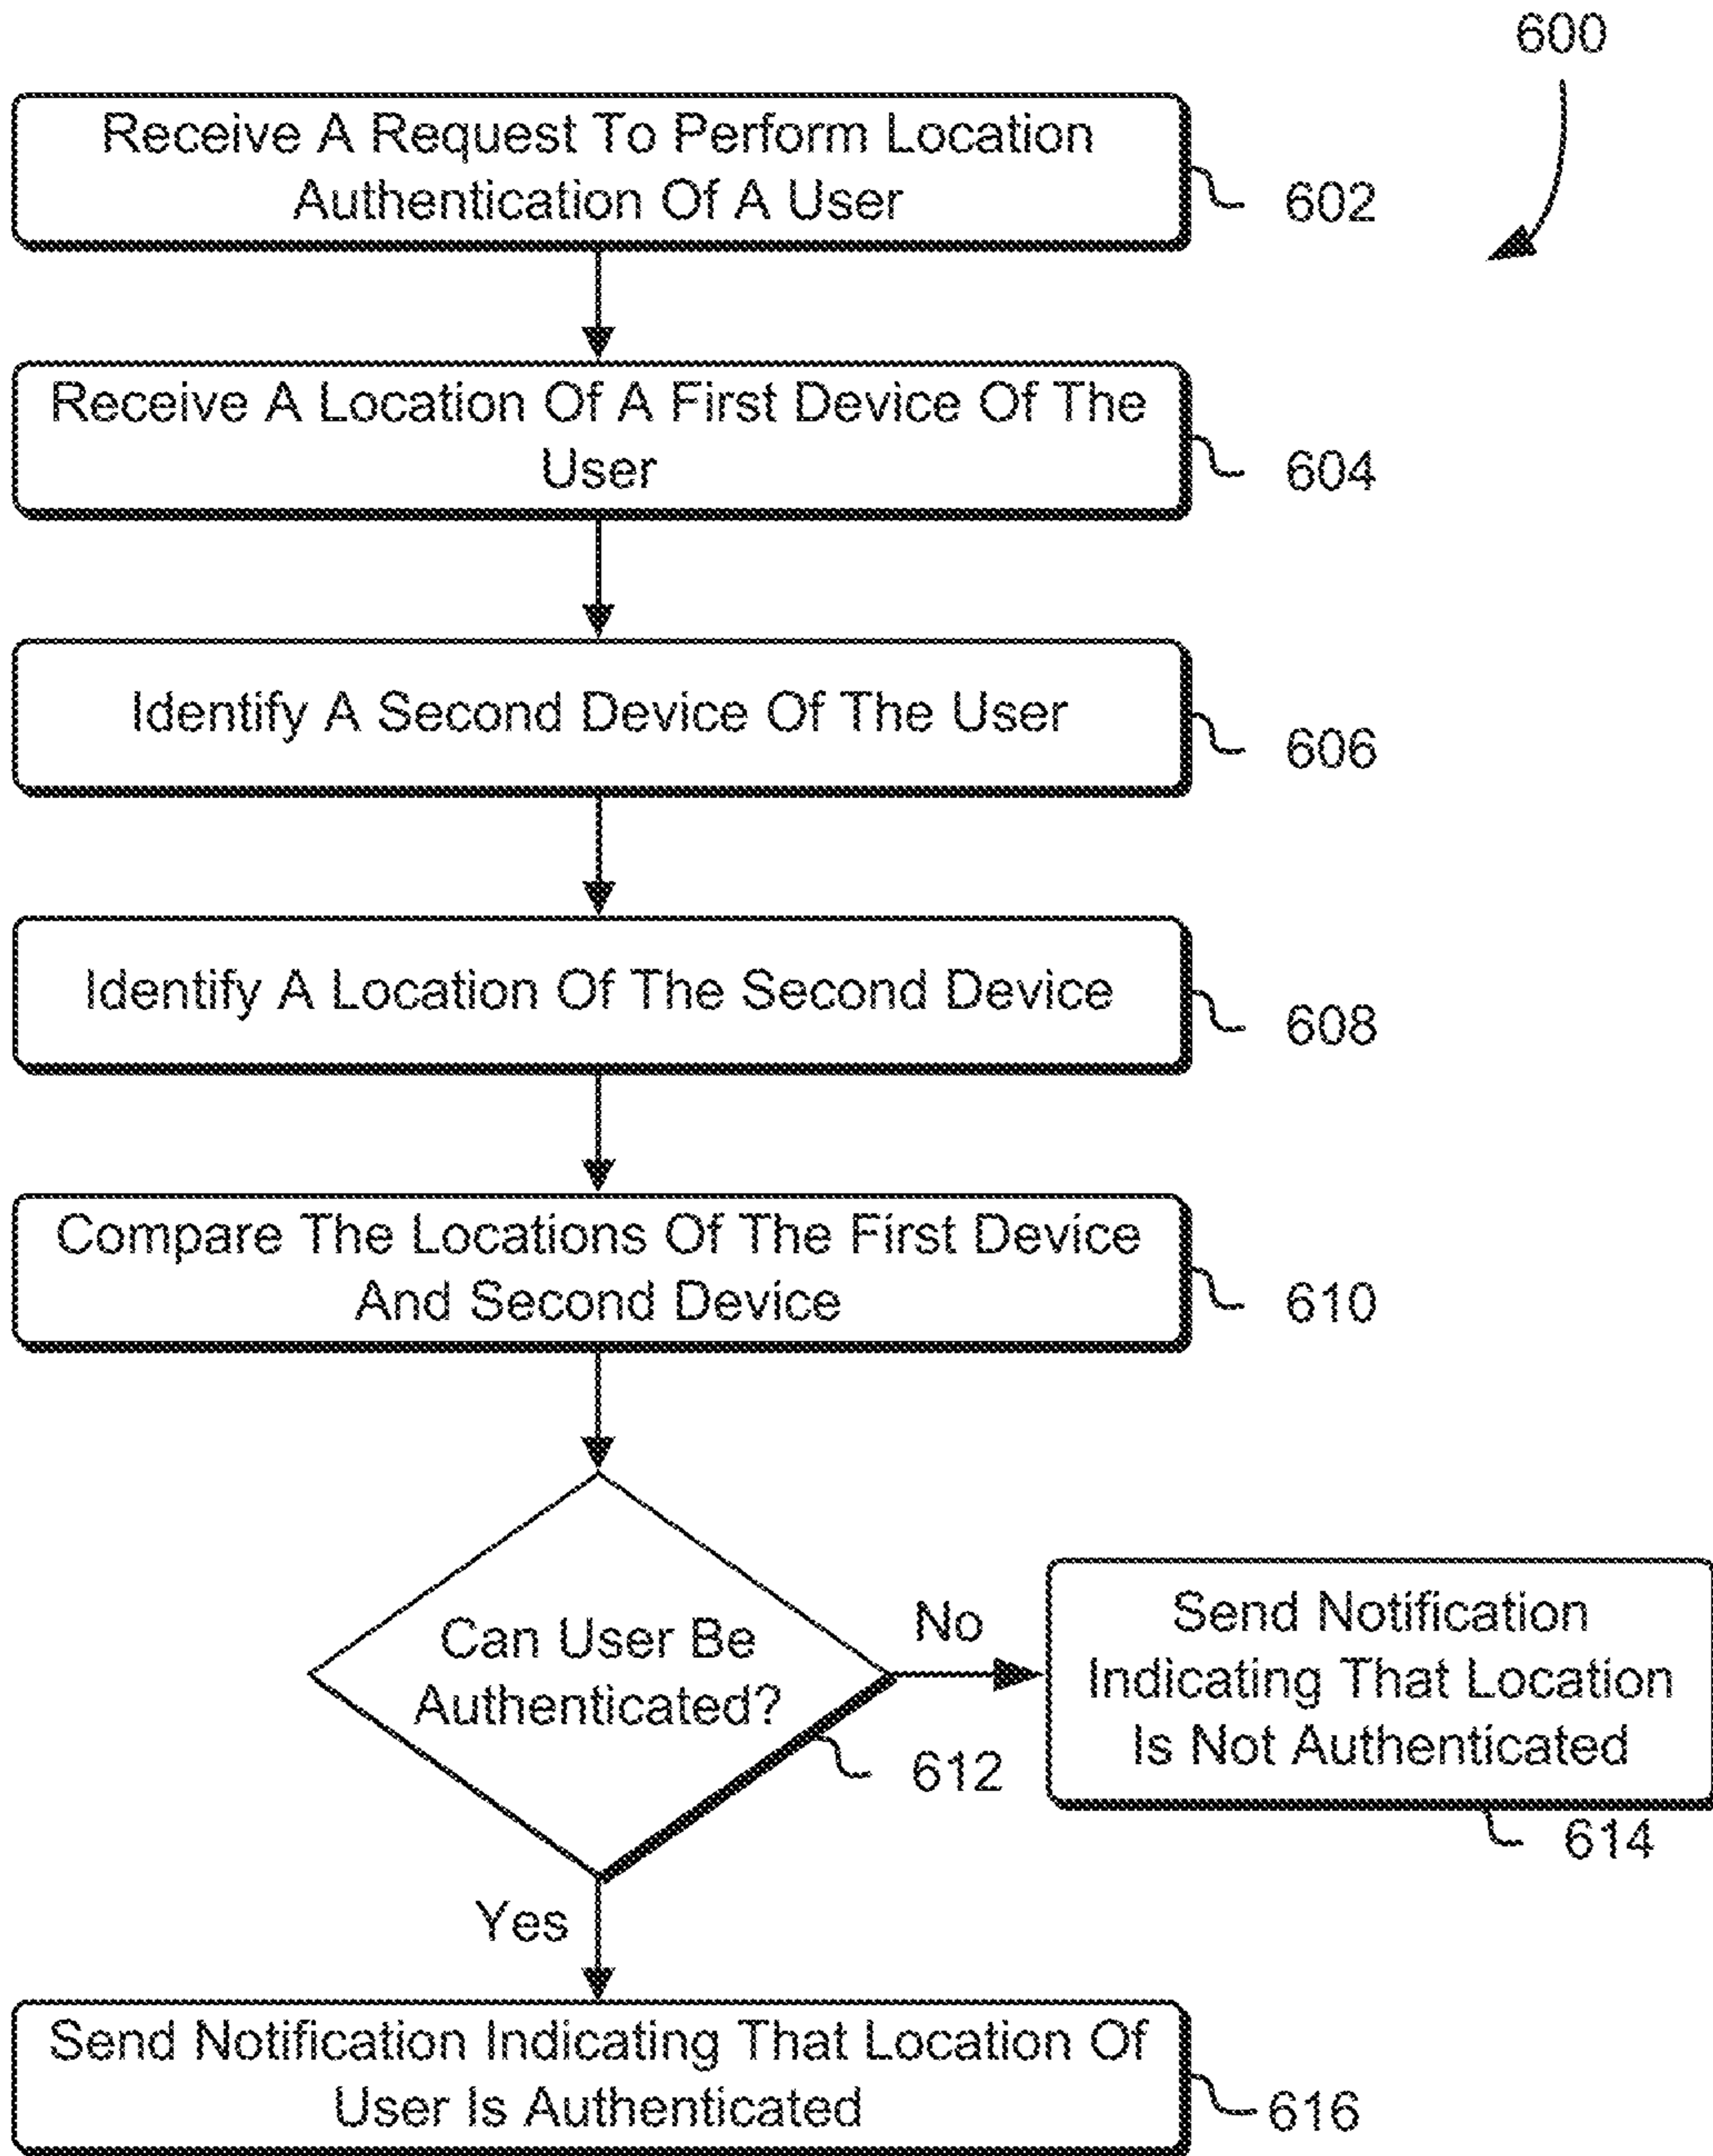 600
Receive A Request To Perform Location
Authentication Of A User
602
Receive A Location Of A First Device Of The
User
604
Identify A Second Device Of The User
606
Identify A Location Of The Second Device
608
Compare The Locations Of The First Device
And Second Device
610
Can User Be
Authenticated?
612
No
Send Notification
Indicating That Location
Is Not Authenticated
614
Yes
Send Notification Indicating That Location Of
User Is Authenticated
616